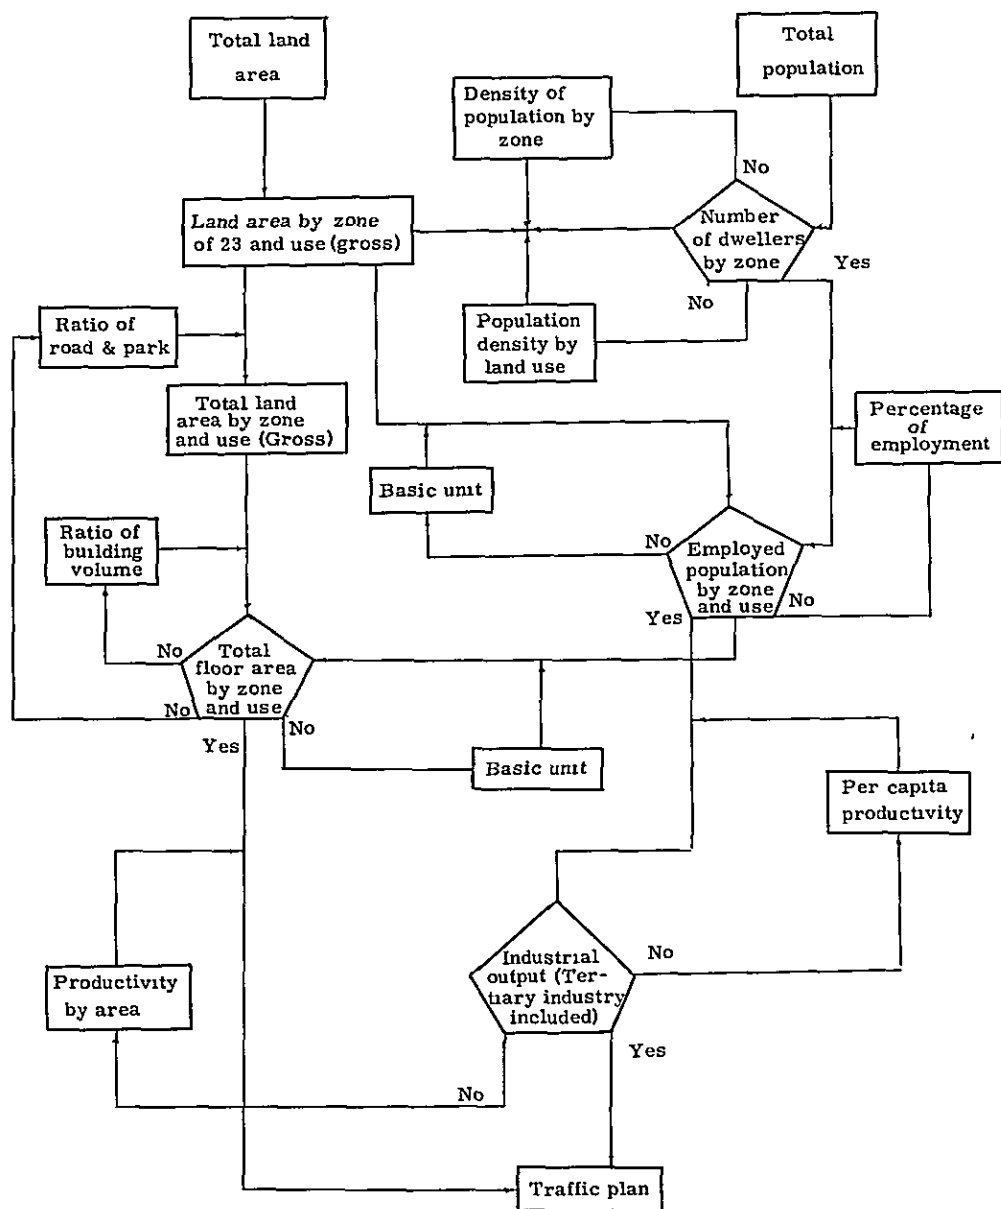 Total land
area
Total
population
Density of
population by
zone
No
Land area by zone
of 23 and use (gross)
Number
of dwellers
by zone
Yes
No
Ratio of
road & park
Population
density by
land use
Total land
area by zone
and use (Gross)
Percentage
of
employment
Basic unit
Ratio of
building
volume
No
Employed
population
by zone
and use
No
Yes
No
Total
floor area
by zone
and use
No
No
Yes
Basic unit
Per capita
productivity
Productivity
by area
Industrial
output (Ter-
tiary industry
included)
No
Yes
No
Traffic plan